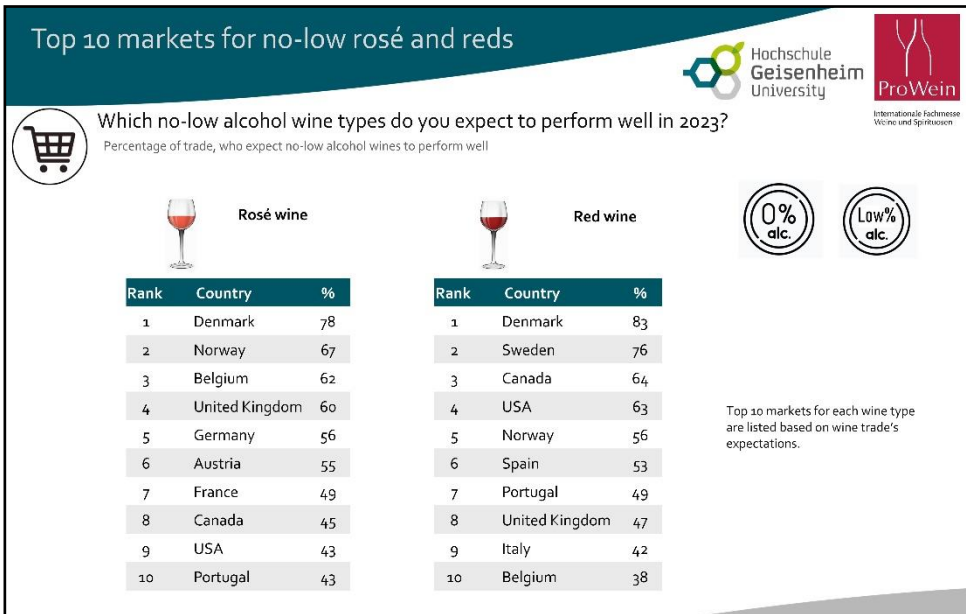 Top 10 markets for no-low rosé and reds
Hochschule
Geisenheim
University
ProWein
Internationale Fachmesse
Weine und Spirituosen
Which no-low alcohol wine types do you expect to perform well in 2023?
Percentage of trade, who expect no-low alcohol wines to perform well
Rosé wine
Rank Country %
1 Denmark 78
2 Norway 67
3 Belgium 62
4 United Kingdom 60
5 Germany 56
6 Austria 55
7 France 49
8 Canada 45
9 USA 43
10 Portugal 43
Red wine
Rank Country %
1 Denmark 83
2 Sweden 76
3 Canada 64
4 USA 63
5 Norway 56
6 Spain 53
7 Portugal 49
8 United Kingdom 47
9 Italy 42
10 Belgium 38
0%
alc.
Low%
alc.
Top 10 markets for each wine type
are listed based on wine trade's
expectations.